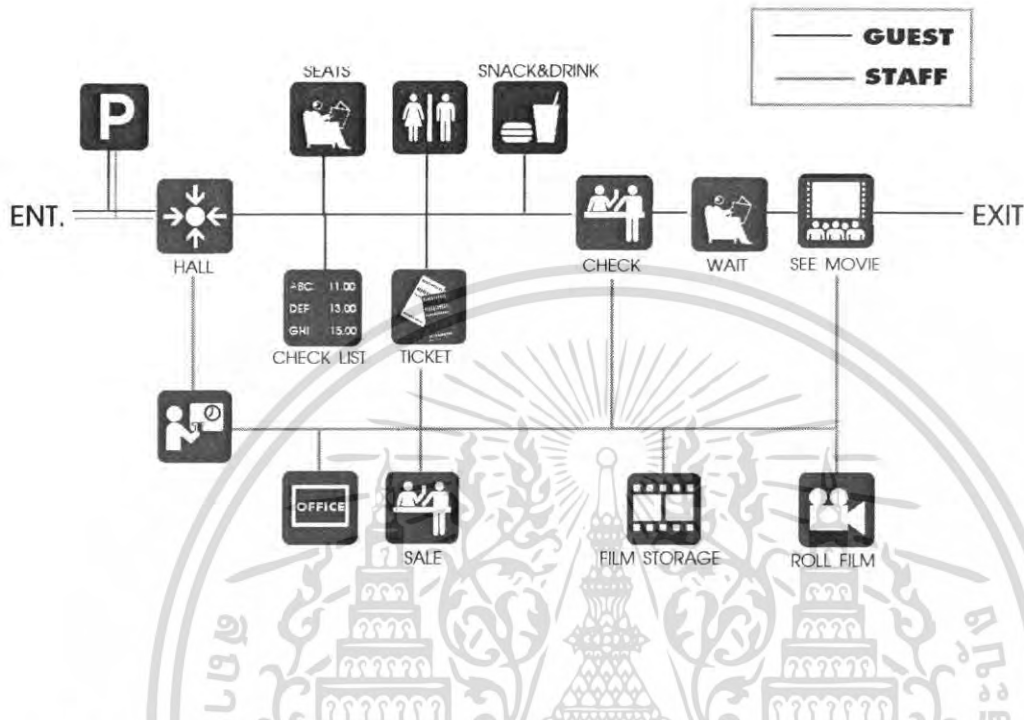 GUEST
STAFF
SEATS
SNACK&DRINK
P
ENT.
EXIT
HALL
CHECK
WAIT
SEE MOVIE
ABC 11.00
DEF 13.00
GHI 15.00
CHECK LIST
TICKET
OFFICE
SALE
FILM STORAGE
ROLL FILM